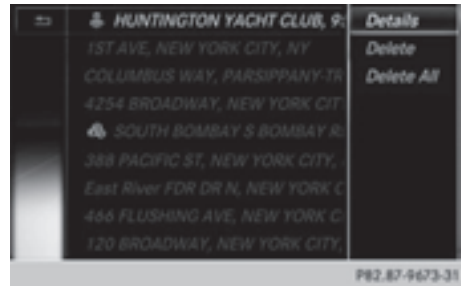 HUNTINGTON YACHT CLUB, 9
1ST AVE, NEW YORK CITY, NY
COLUMBUS WAY, PARSIPPANY-TR
4254 BROADWAY, NEW YORK CIT
SOUTH BOMBAY S BOMBAY R
388 PACIFIC ST, NEW YORK CITY,
East River FDR DR N, NEW YORK C
466 FLUSHING AVE, NEW YORK C
120 BROADWAY, NEW YORK CITY,
Details
Delete
Delete All
P82.87-9673-31